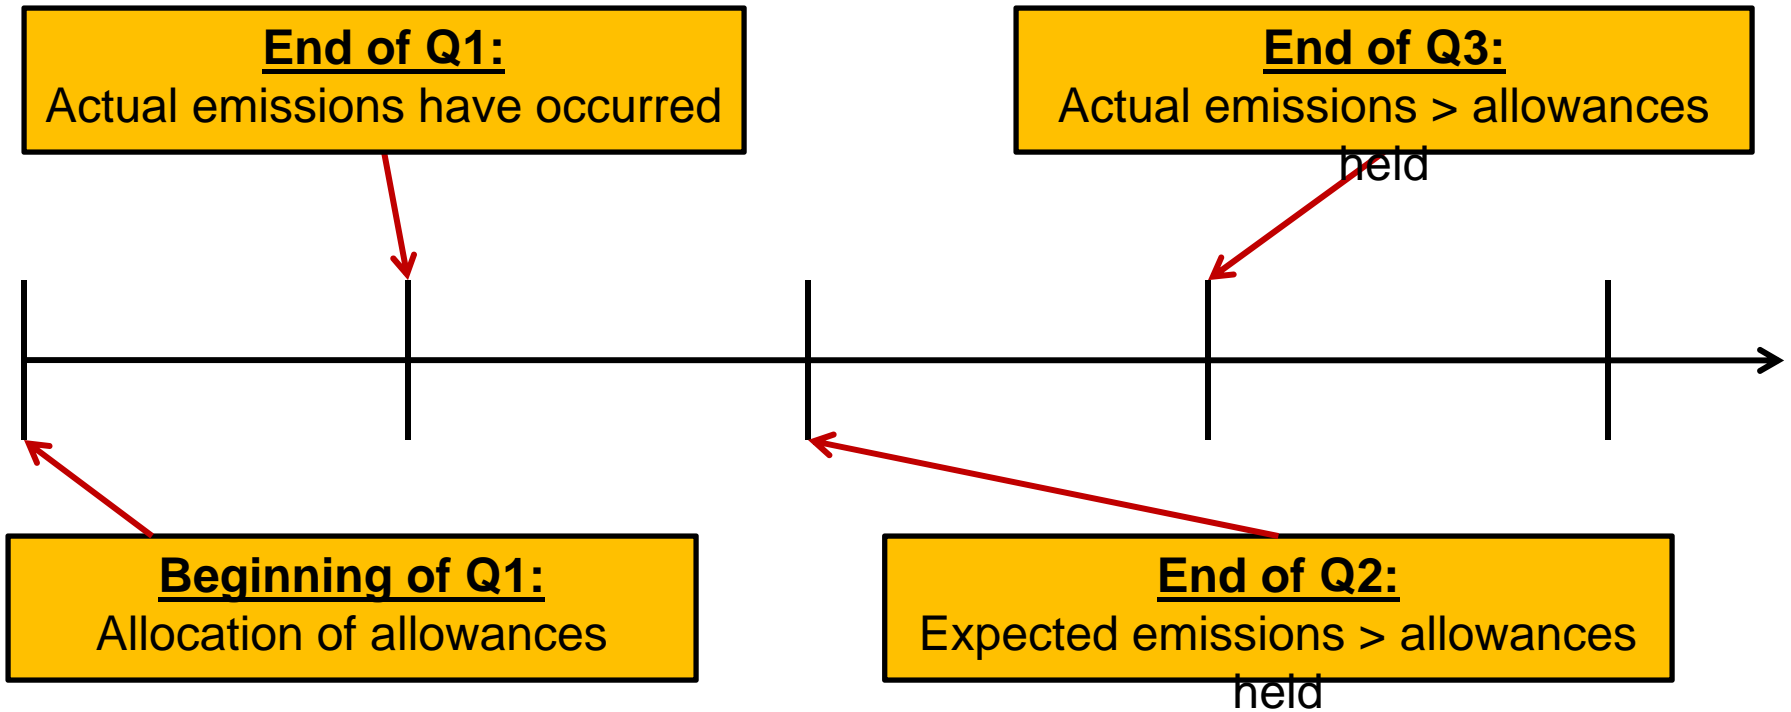 End of Q1:
Actual emissions have occurred
End of Q3:
Actual emissions > allowances
held
Beginning of Q1:
Allocation of allowances
End of Q2:
Expected emissions > allowances
held